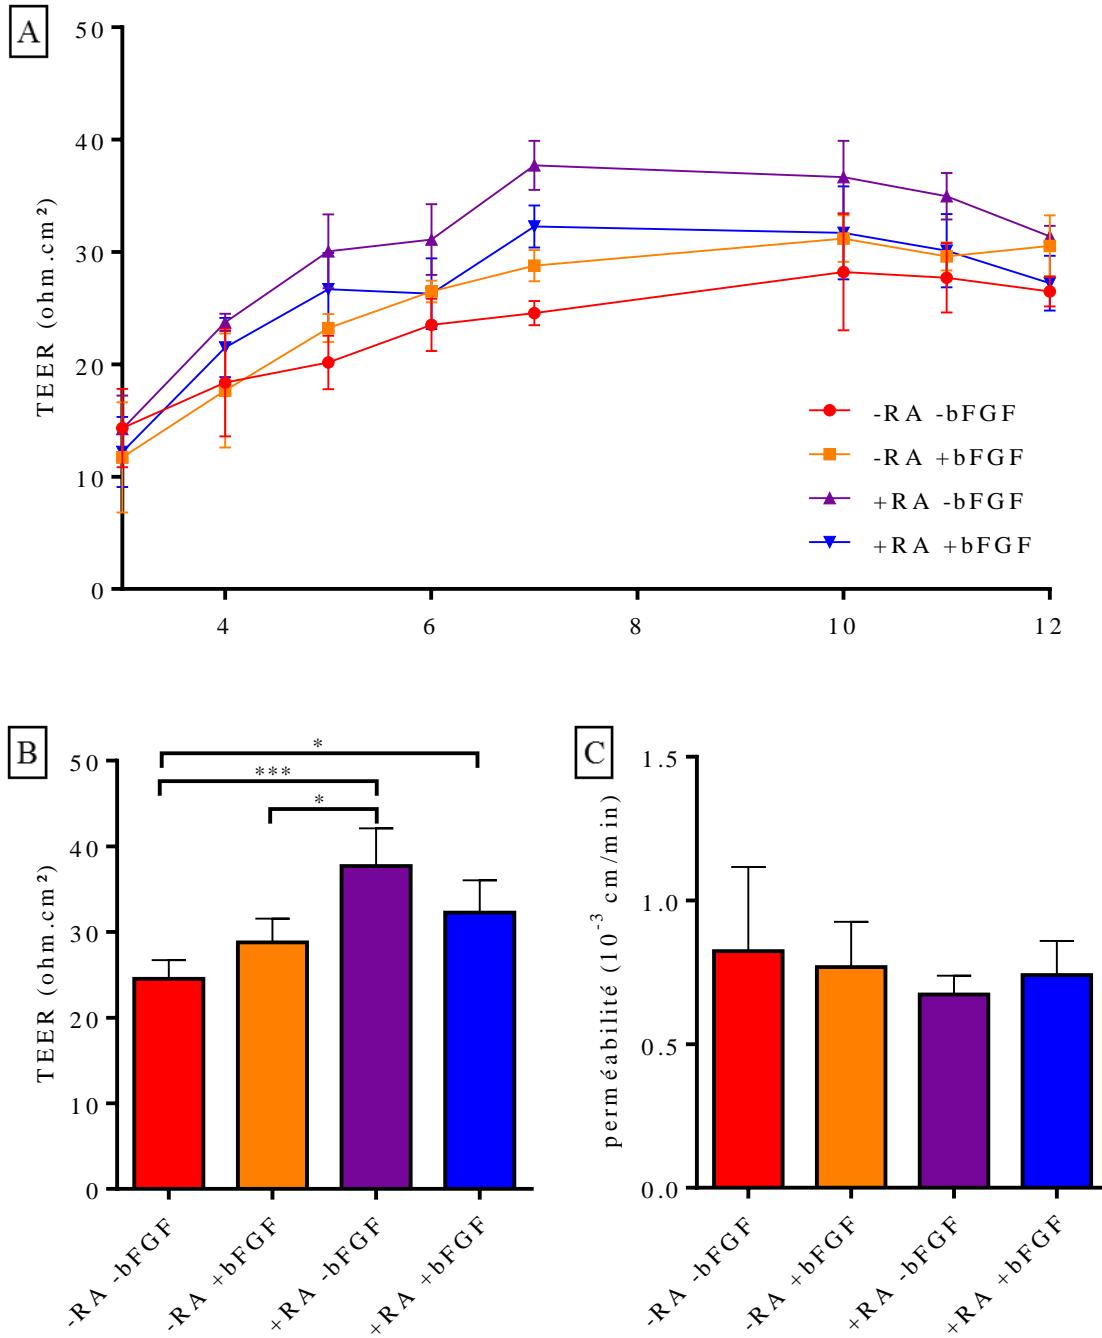 A
TEER (ohm.cm²)
50
40
30
20
10
0
4
6
8
10
12
-RA -bFGF
-RA +bFGF
+RA -bFGF
+RA +bFGF
B
TEER (ohm.cm²)
50
40
30
20
10
0
*
***
*
-RA -bFGF
-RA +bFGF
+RA -bFGF
+RA +bFGF
C
perméabilité (10⁻³ cm/min)
1.5
1.0
0.5
0.0
-RA -bFGF
-RA +bFGF
+RA -bFGF
+RA +bFGF